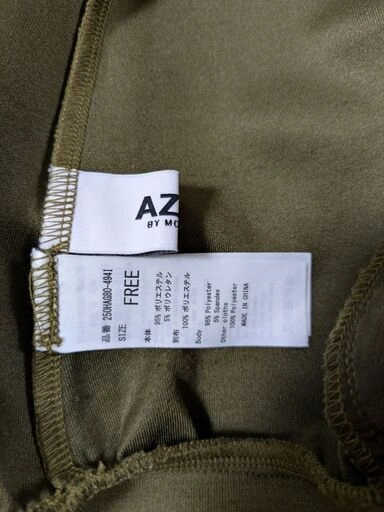 AZ
BY MO
品番 250HAG80-4941
SIZE FREE
本体
95% ポリエステル
5% ポリウレタン
別布
100% ポリエステル
Body
95% Polyester
5% Spandex
Other cloths
100% Polyester
MADE IN CHINA